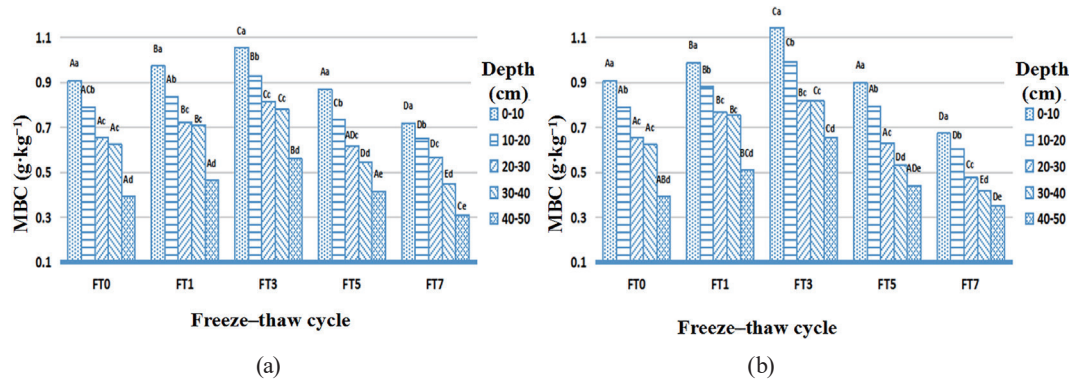 Ca
1.1
Ba
Aa
Bb
Aa
0.9
ACb
Ab
Cc
Cc
Cb
Bc
Bc
Da
0.7
Ac
Ac
ADc
Db
Dc
Dd
Bd
0.5
Ad
Ae
Ed
Ad
0.3
Ce
0.1
FT0 FT1 FT3 FT5 FT7
MBC (g·kg⁻¹)
Freeze–thaw cycle
Depth
(cm)
0-10
10-20
20-30
30-40
40-50
(a)
Ca
1.1
Ba
Cb
Aa
Bb
Aa
0.9
Ab
Bc
Bc
Bc
Cc
Ab
Da
0.7
Ac
Ac
Cd
Ac
Db
BCd
Dd
Cc
0.5
ABd
ADe
Ed
De
0.3
0.1
FT0 FT1 FT3 FT5 FT7
MBC (g·kg⁻¹)
Freeze–thaw cycle
Depth
(cm)
0-10
10-20
20-30
30-40
40-50
(b)